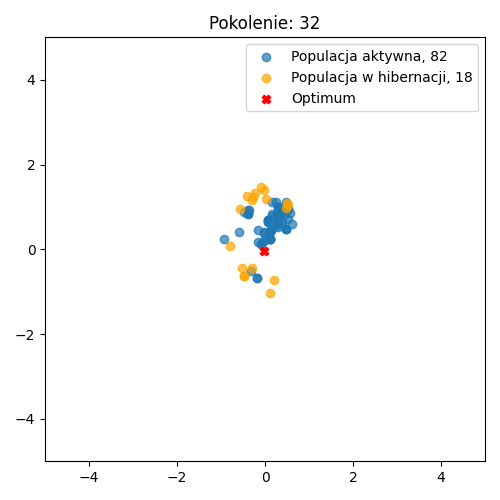 Pokolenie: 32
Populacja aktywna, 82
Populacja w hibernacji, 18
Optimum
4
2
0
−2
−4
−4 −2 0 2 4